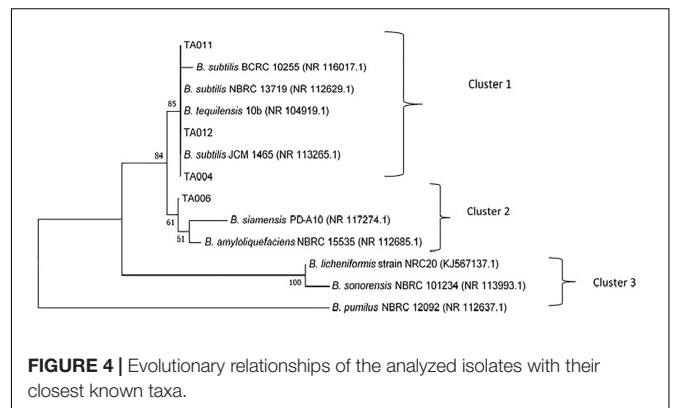 TA011
B. subtilis BCRC 10255 (NR 116017.1)
B. subtilis NBRC 13719 (NR 112629.1)
Cluster 1
85
B. tequilensis 10b (NR 104919.1)
TA012
84
B. subtilis JCM 1465 (NR 113265.1)
TA004
TA006
61
B. siamensis PD-A10 (NR 117274.1)
Cluster 2
51
B. amyloliquefaciens NBRC 15535 (NR 112685.1)
B. licheniformis strain NRC20 (KJ567137.1)
100
B. sonorensis NBRC 101234 (NR 113993.1)
Cluster 3
B. pumilus NBRC 12092 (NR 112637.1)
FIGURE 4 | Evolutionary relationships of the analyzed isolates with their
closest known taxa.